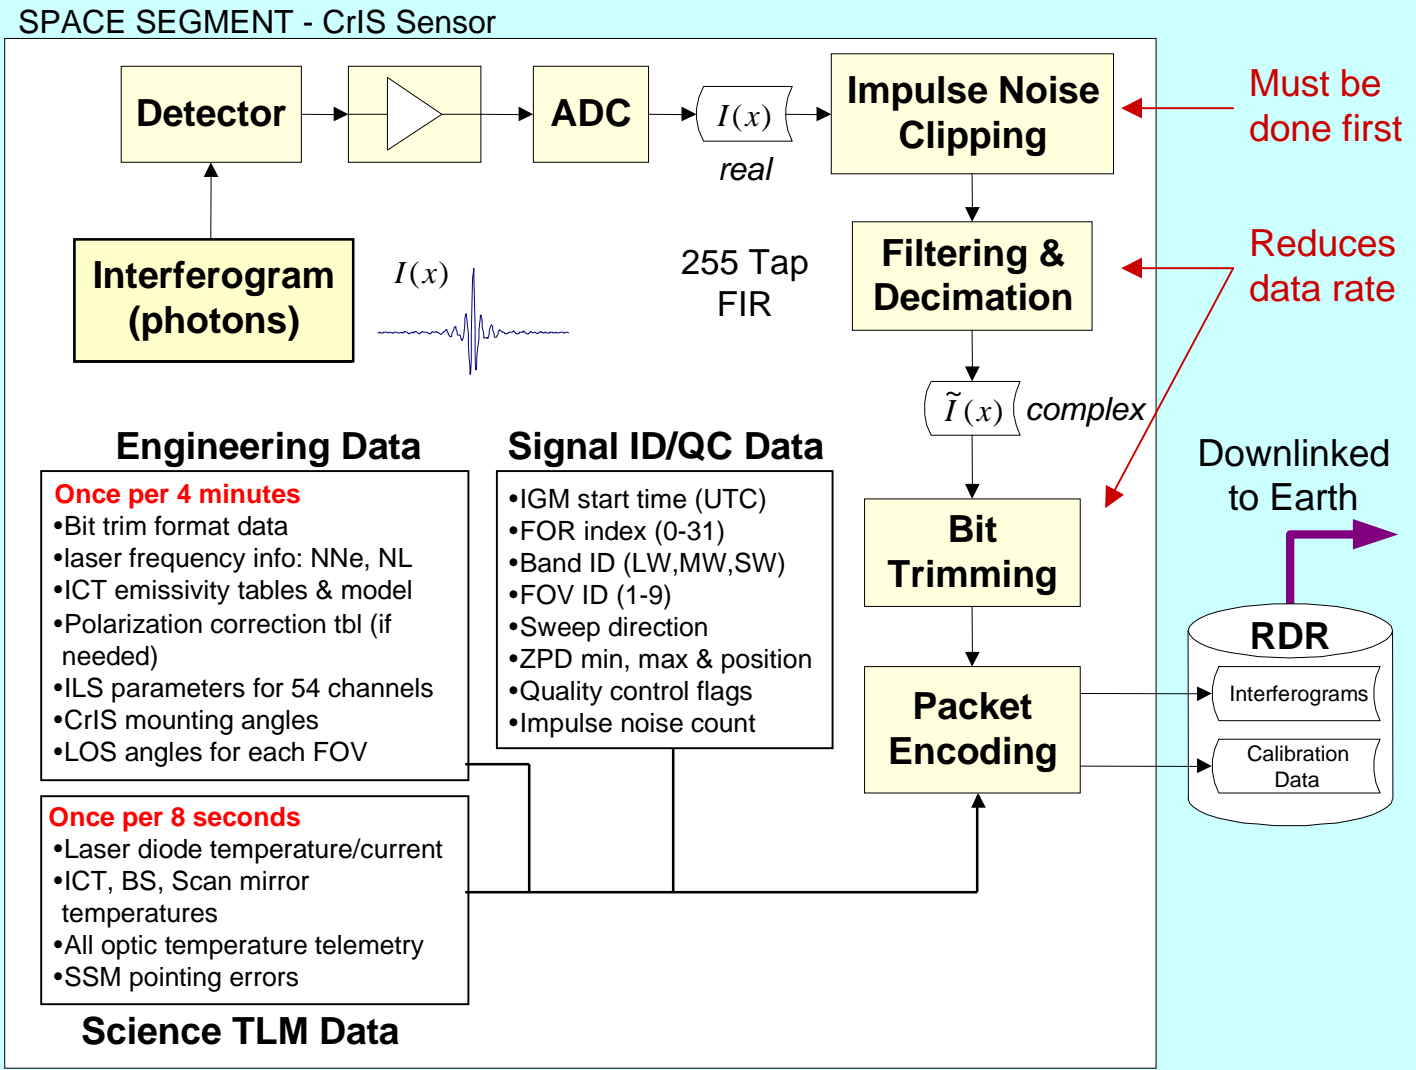 SPACE SEGMENT - CrIS Sensor
Detector
ADC
I(x)
real
Impulse Noise
Clipping
Must be
done first
Interferogram
(photons)
I(x)
255 Tap
FIR
Filtering &
Decimation
Reduces
data rate
Ĩ(x)
complex
Engineering Data
Once per 4 minutes
•Bit trim format data
•laser frequency info: NNe, NL
•ICT emissivity tables & model
•Polarization correction tbl (if
needed)
•ILS parameters for 54 channels
•CrIS mounting angles
•LOS angles for each FOV
Signal ID/QC Data
•IGM start time (UTC)
•FOR index (0-31)
•Band ID (LW,MW,SW)
•FOV ID (1-9)
•Sweep direction
•ZPD min, max & position
•Quality control flags
•Impulse noise count
Bit
Trimming
Downlinked
to Earth
Packet
Encoding
RDR
Interferograms
Calibration
Data
Once per 8 seconds
•Laser diode temperature/current
•ICT, BS, Scan mirror
temperatures
•All optic temperature telemetry
•SSM pointing errors
Science TLM Data